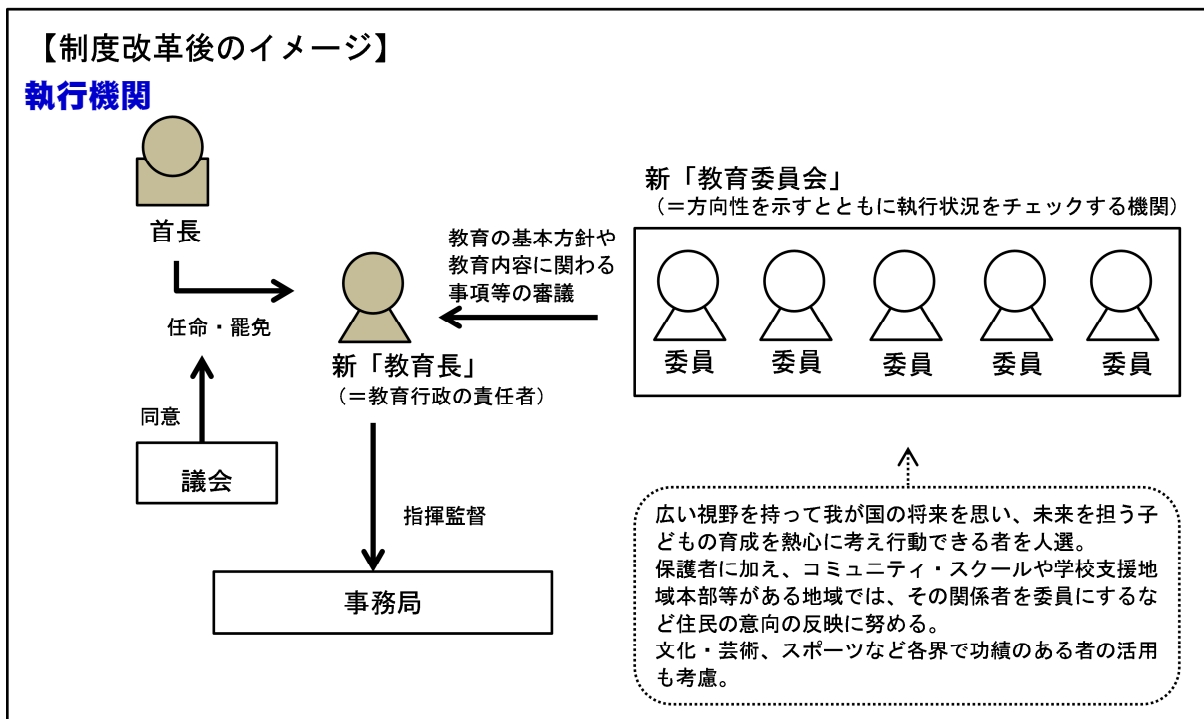 【制度改革後のイメージ】
執行機関
首長
任命・罷免
同意
議会
新「教育長」
（＝教育行政の責任者）
指揮監督
事務局
教育の基本方針や
教育内容に関わる
事項等の審議
新「教育委員会」
（＝方向性を示すとともに執行状況をチェックする機関）
委員
委員
委員
委員
委員
広い視野を持って我が国の将来を思い、未来を担う子
どもの育成を熱心に考え行動できる者を人選。
保護者に加え、コミュニティ・スクールや学校支援地
域本部等がある地域では、その関係者を委員にするな
ど住民の意向の反映に努める。
文化・芸術、スポーツなど各界で功績のある者の活用
も考慮。